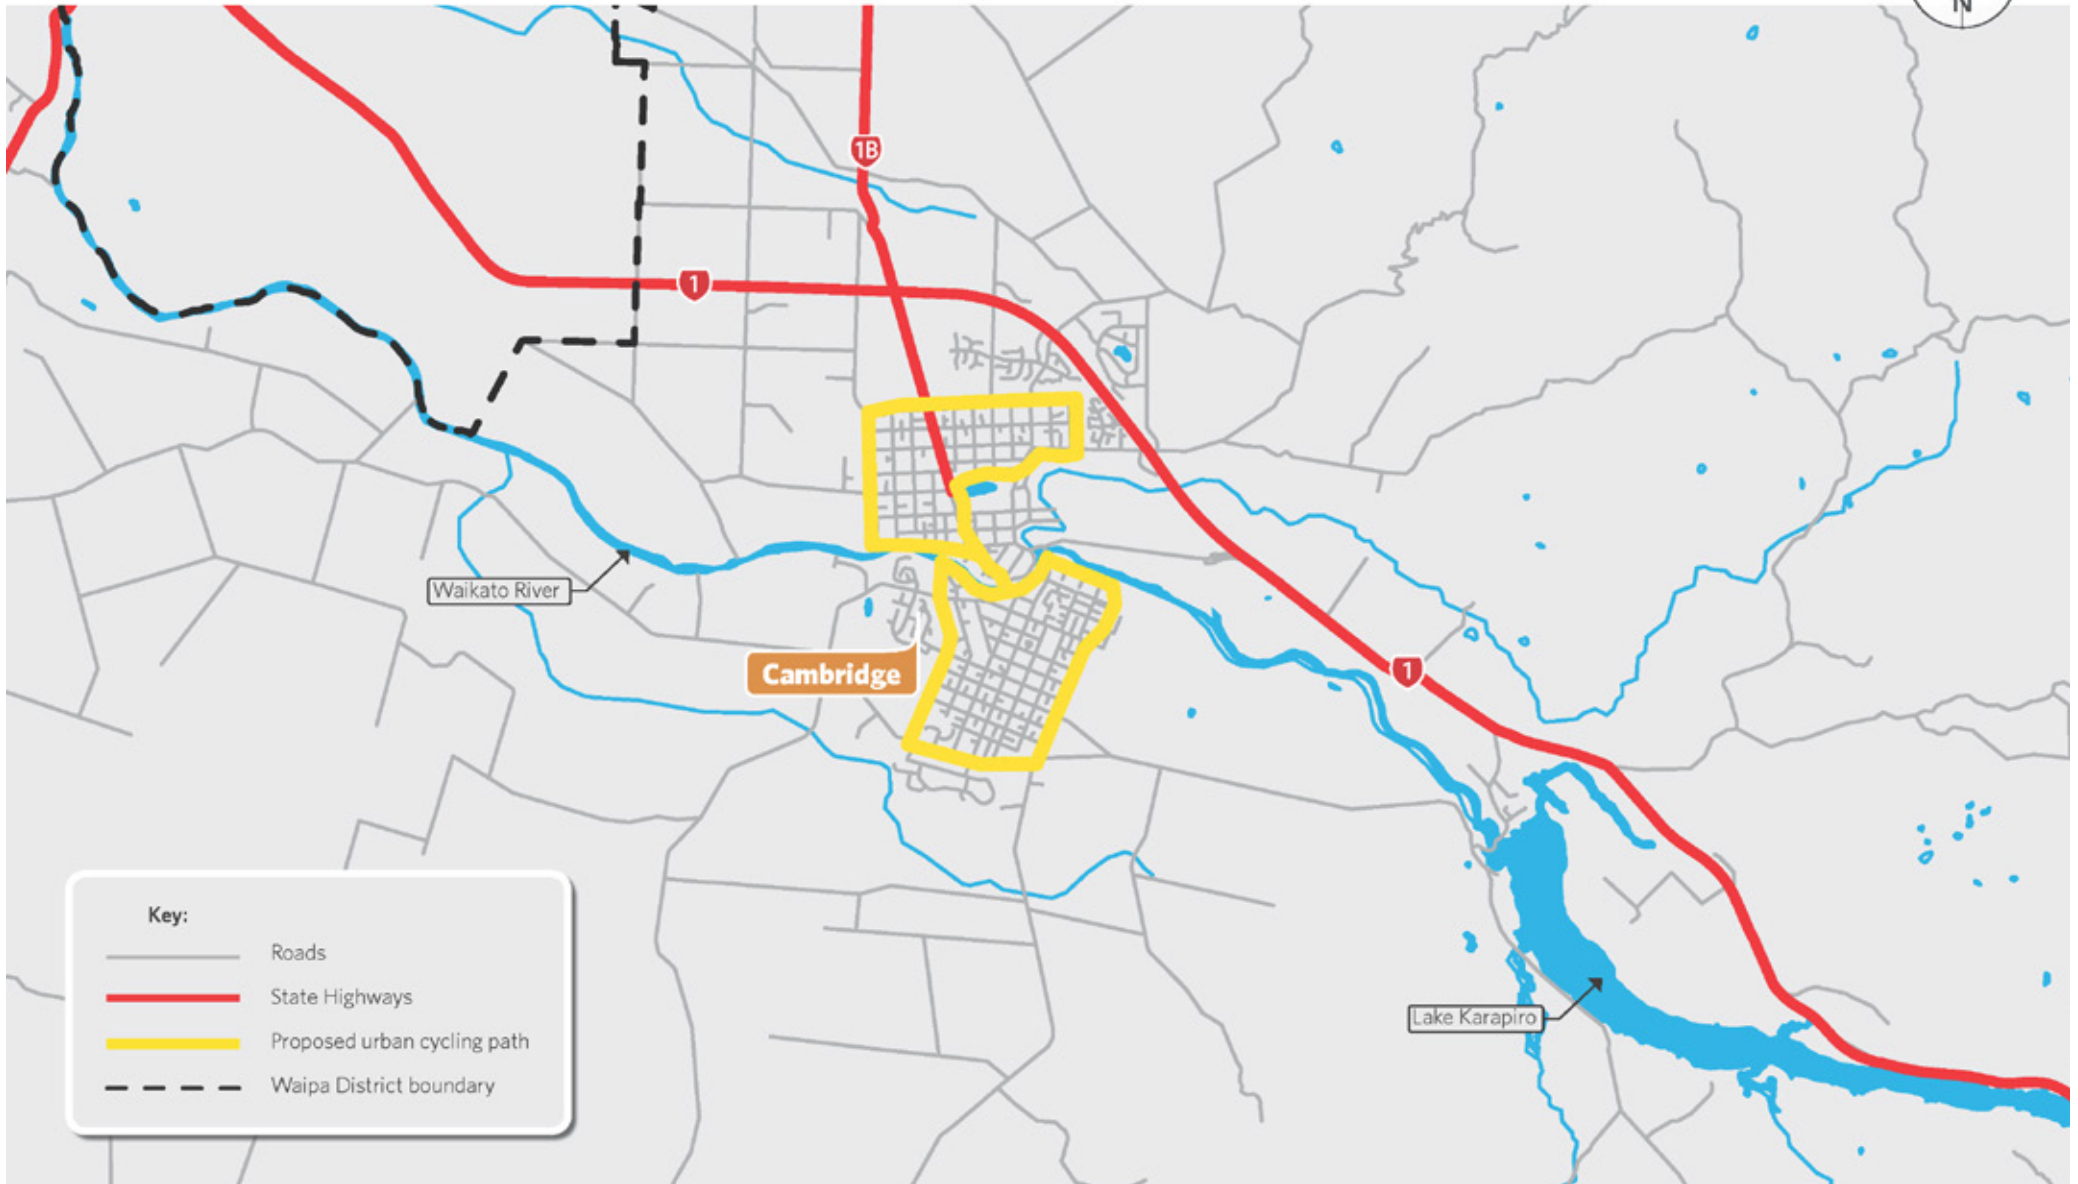 N
1B
1
Waikato River
Cambridge
1
Lake Karapiro
Key:
Roads
State Highways
Proposed urban cycling path
Waipa District boundary